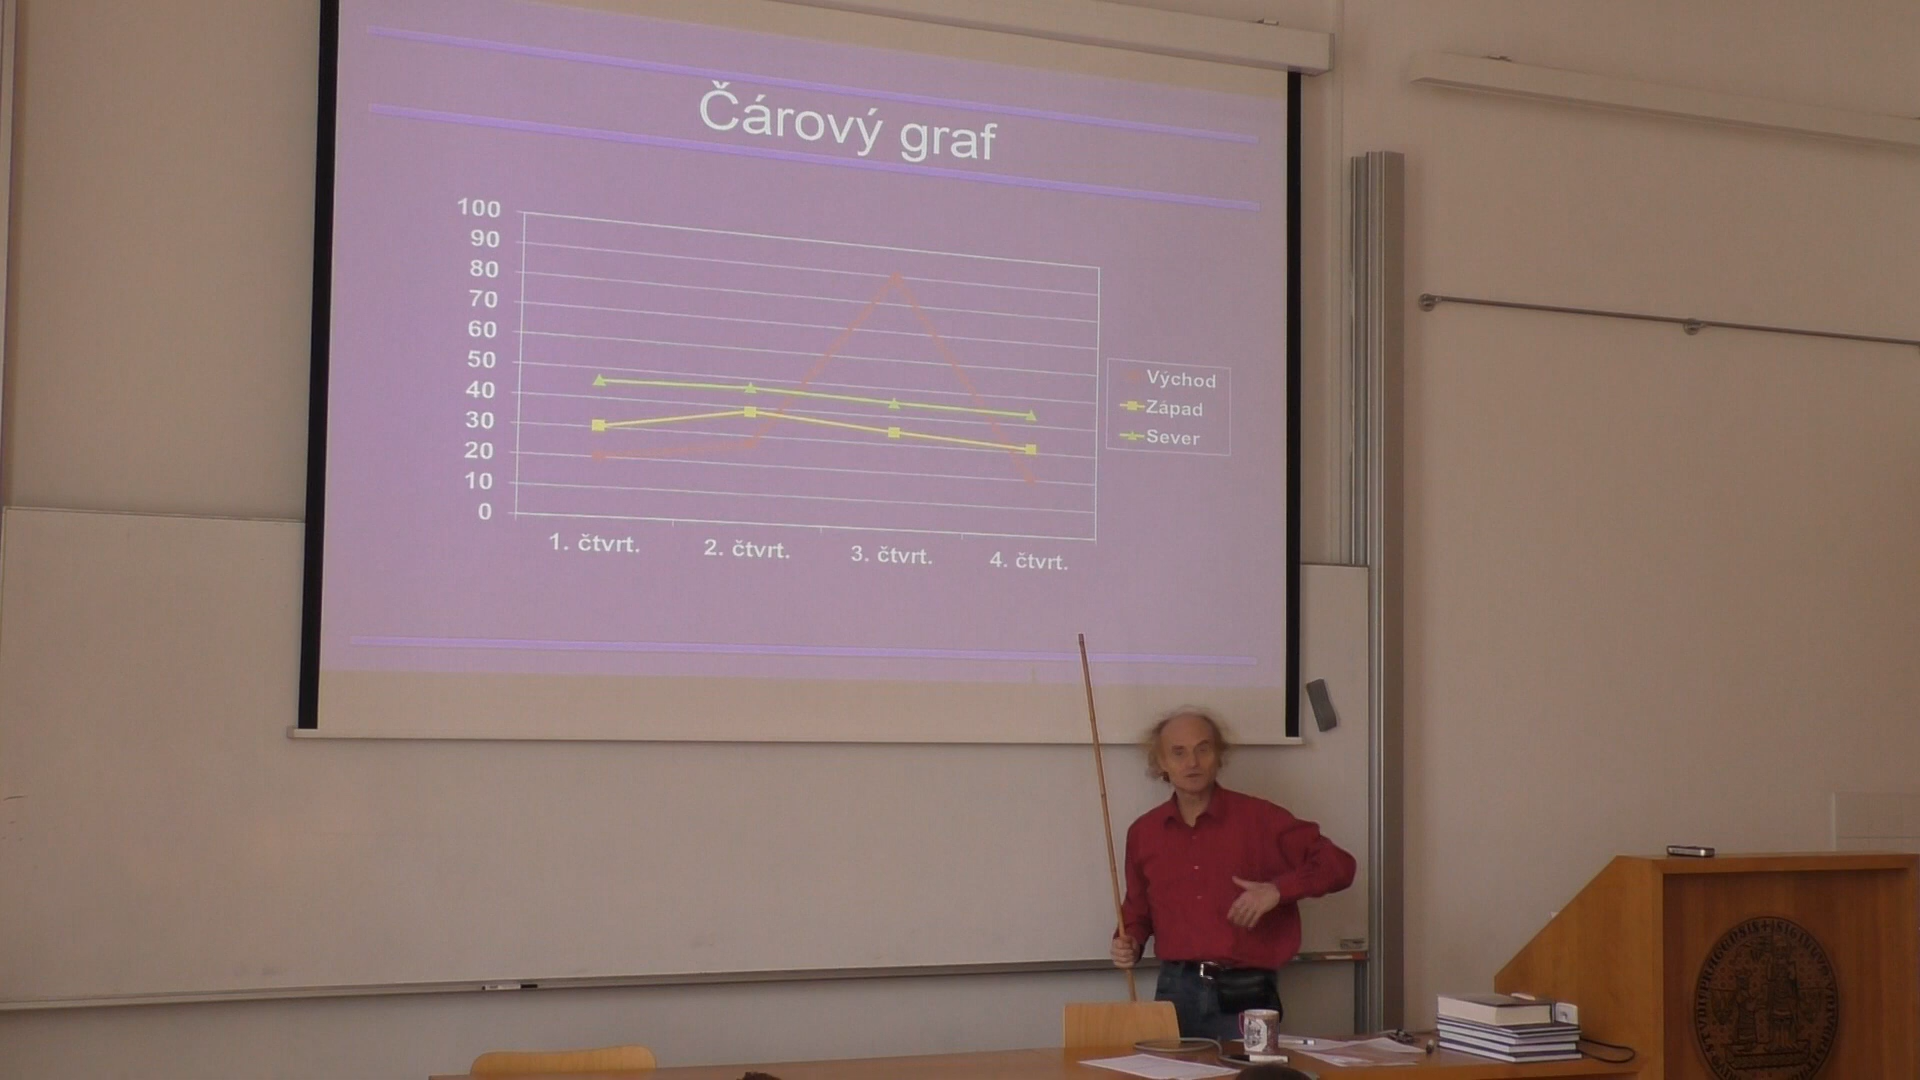 Čárový graf
100
90
80
70
60
50
40
30
20
10
0
1. čtvrt.
2. čtvrt.
3. čtvrt.
4. čtvrt.
Východ
Západ
Sever